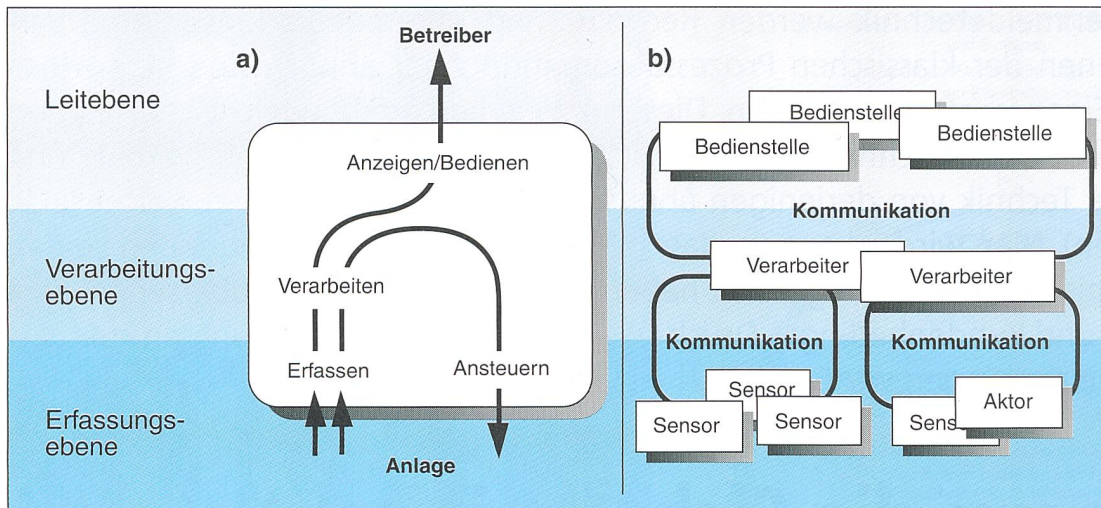 a)
Betreiber
Leitebene
Anzeigen/Bedienen
Verarbeitungs-
ebene
Verarbeiten
Erfassen
Ansteuern
Erfassungs-
ebene
Anlage
b)
Bedienstelle
Bedienstelle
Bedienstelle
Kommunikation
Verarbeiter
Verarbeiter
Kommunikation
Kommunikation
Sensor
Sensor
Sensor
Aktor
Sens